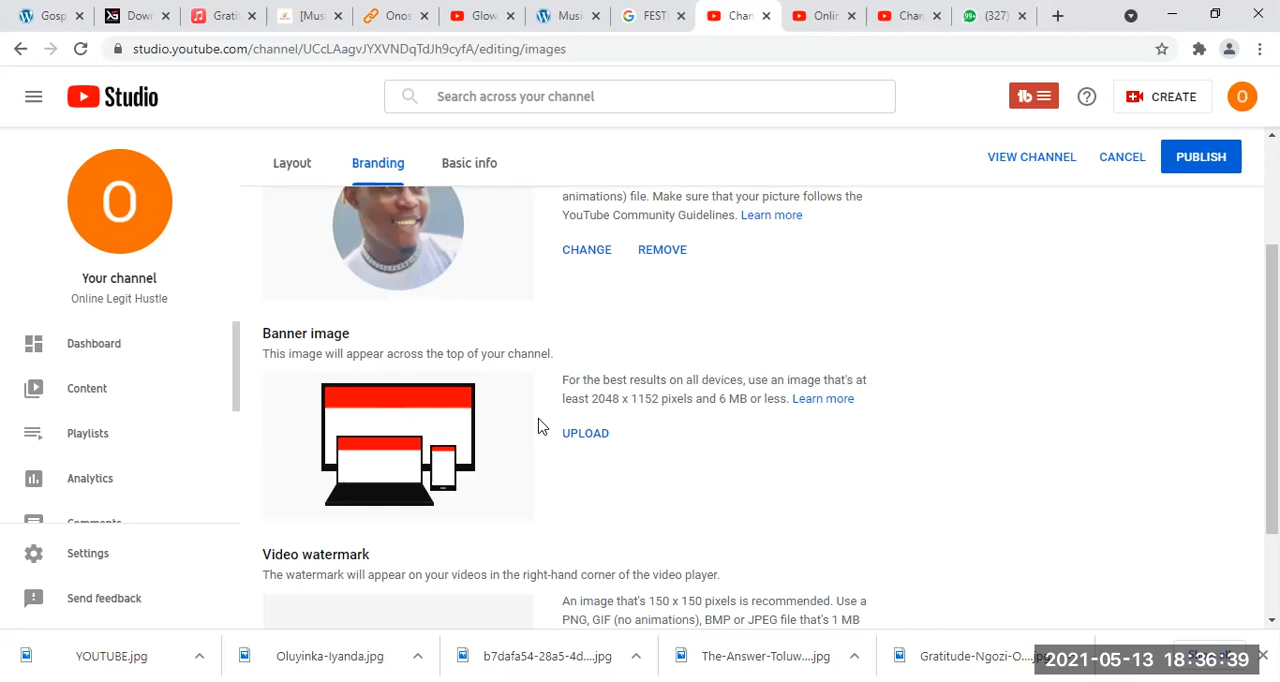 Gosp
Down
Grati
[Mus
Onos
Glow
Musi
FEST
Chan
Onlin
Chan
99+ (327)
studio.youtube.com/channel/UCcLAagvJYXVNDqTdJh9cyfA/editing/images
Studio
Search across your channel
tb
CREATE
O
Layout
Branding
Basic info
VIEW CHANNEL
CANCEL
PUBLISH
O
Your channel
Online Legit Hustle
Dashboard
Content
Playlists
Analytics
Comments
Settings
Send feedback
animations) file. Make sure that your picture follows the
YouTube Community Guidelines. Learn more
CHANGE REMOVE
Banner image
This image will appear across the top of your channel.
For the best results on all devices, use an image that's at
least 2048 x 1152 pixels and 6 MB or less. Learn more
UPLOAD
Video watermark
The watermark will appear on your videos in the right-hand corner of the video player.
An image that's 150 x 150 pixels is recommended. Use a
PNG, GIF (no animations), BMP or JPEG file that's 1 MB
YOUTUBE.jpg
Oluyinka-Iyanda.jpg
b7dafa54-28a5-4d....jpg
The-Answer-Toluw....jpg
Gratitude-Ngozi-O....jpg
2021-05-13 18:36:39